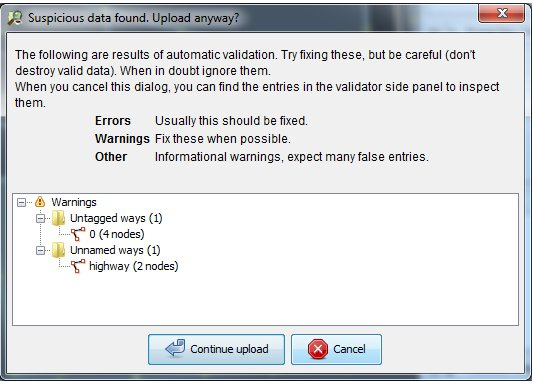 Suspicious data found. Upload anyway?
The following are results of automatic validation. Try fixing these, but be careful (don't
destroy valid data). When in doubt ignore them.
When you cancel this dialog, you can find the entries in the validator side panel to inspect
them.
Errors Usually this should be fixed.
Warnings Fix these when possible.
Other Informational warnings, expect many false entries.
Warnings
Untagged ways (1)
0 (4 nodes)
Unnamed ways (1)
highway (2 nodes)
Continue upload Cancel